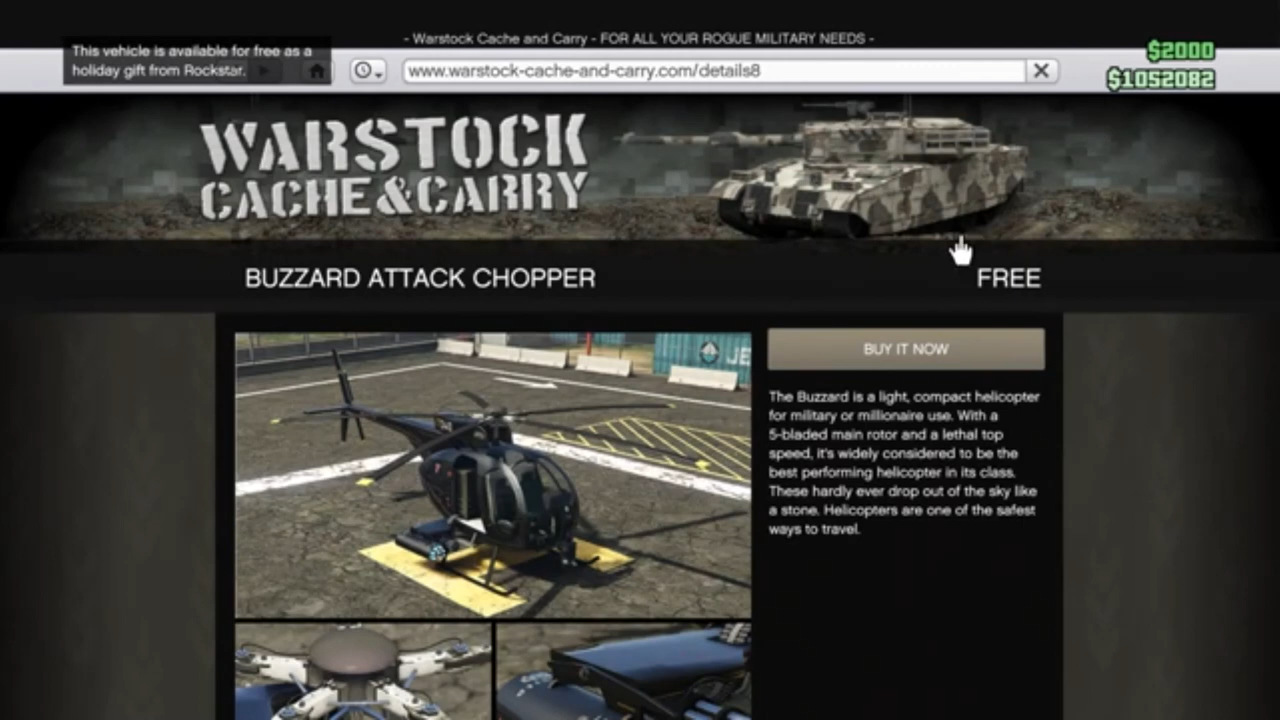 - Warstock Cache and Carry - FOR ALL YOUR ROGUE MILITARY NEEDS -
This vehicle is available for free as a
holiday gift from Rockstar.
www.warstock-cache-and-carry.com/details8
$2000
$1052082
WARSTOCK
CACHE&CARRY
BUZZARD ATTACK CHOPPER
FREE
JE
BUY IT NOW
The Buzzard is a light, compact helicopter
for military or millionaire use. With a
5-bladed main rotor and a lethal top
speed, it's widely considered to be the
best performing helicopter in its class.
These hardly ever drop out of the sky like
a stone. Helicopters are one of the safest
ways to travel.